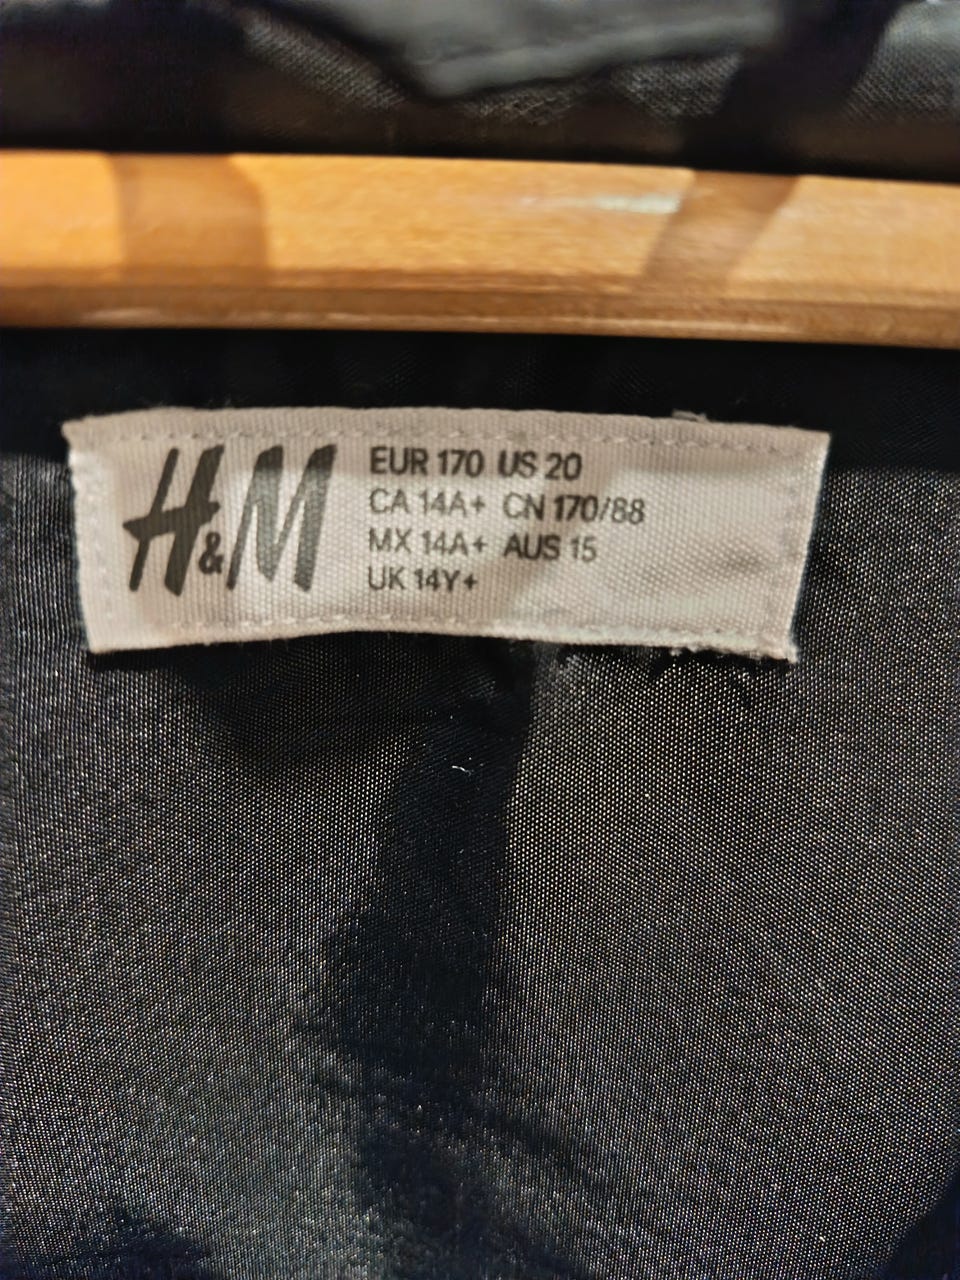 H&M
EUR 170 US 20
CA 14A+ CN 170/88
MX 14A+ AUS 15
UK 14Y+